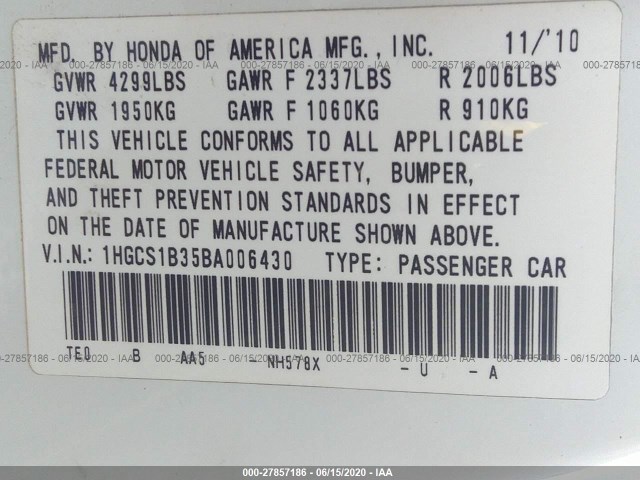 MFD. BY HONDA OF AMERICA MFG., INC. 11/'10
GVWR 4299LBS GAWR F 2337LBS R 2006LBS
GVWR 1950KG GAWR F 1060KG R 910KG
THIS VEHICLE CONFORMS TO ALL APPLICABLE
FEDERAL MOTOR VEHICLE SAFETY, BUMPER,
AND THEFT PREVENTION STANDARDS IN EFFECT
ON THE DATE OF MANUFACTURE SHOWN ABOVE.
V.I.N.: 1HGCS1B35BA006430 TYPE: PASSENGER CAR
TE0 B AA5 - NH578X - U - A
000-27857186 - 06/15/2020 - IAA